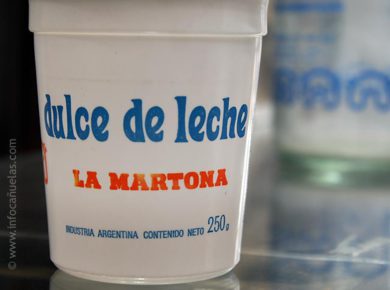 dulce de leche
LA MARTONA
INDUSTRIA ARGENTINA CONTENIDO NETO 250g
© www.infocañuelas.com